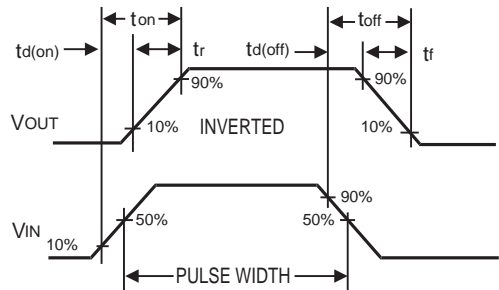 ton toff
td(on) tr td(off) tf
90% 90%
VOUT 10% INVERTED 10%
90%
50% 50%
VIN
10%
PULSE WIDTH